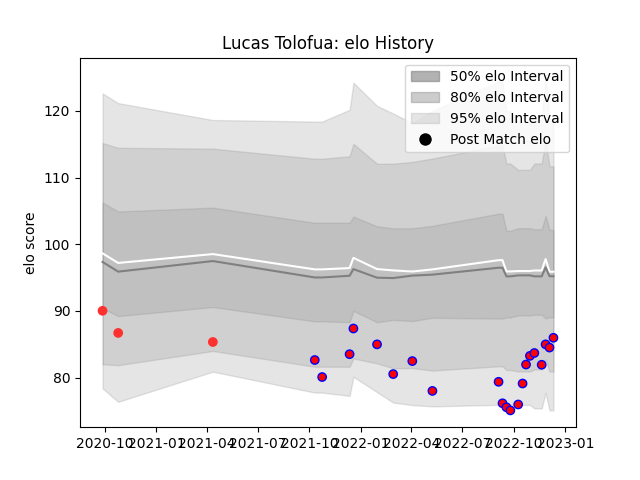 Lucas Tolofua: elo History
50% elo Interval
80% elo Interval
95% elo Interval
Post Match elo
elo score
120
110
100
90
80
2020-10 2021-01 2021-04 2021-07 2021-10 2022-01 2022-04 2022-07 2022-10 2023-01